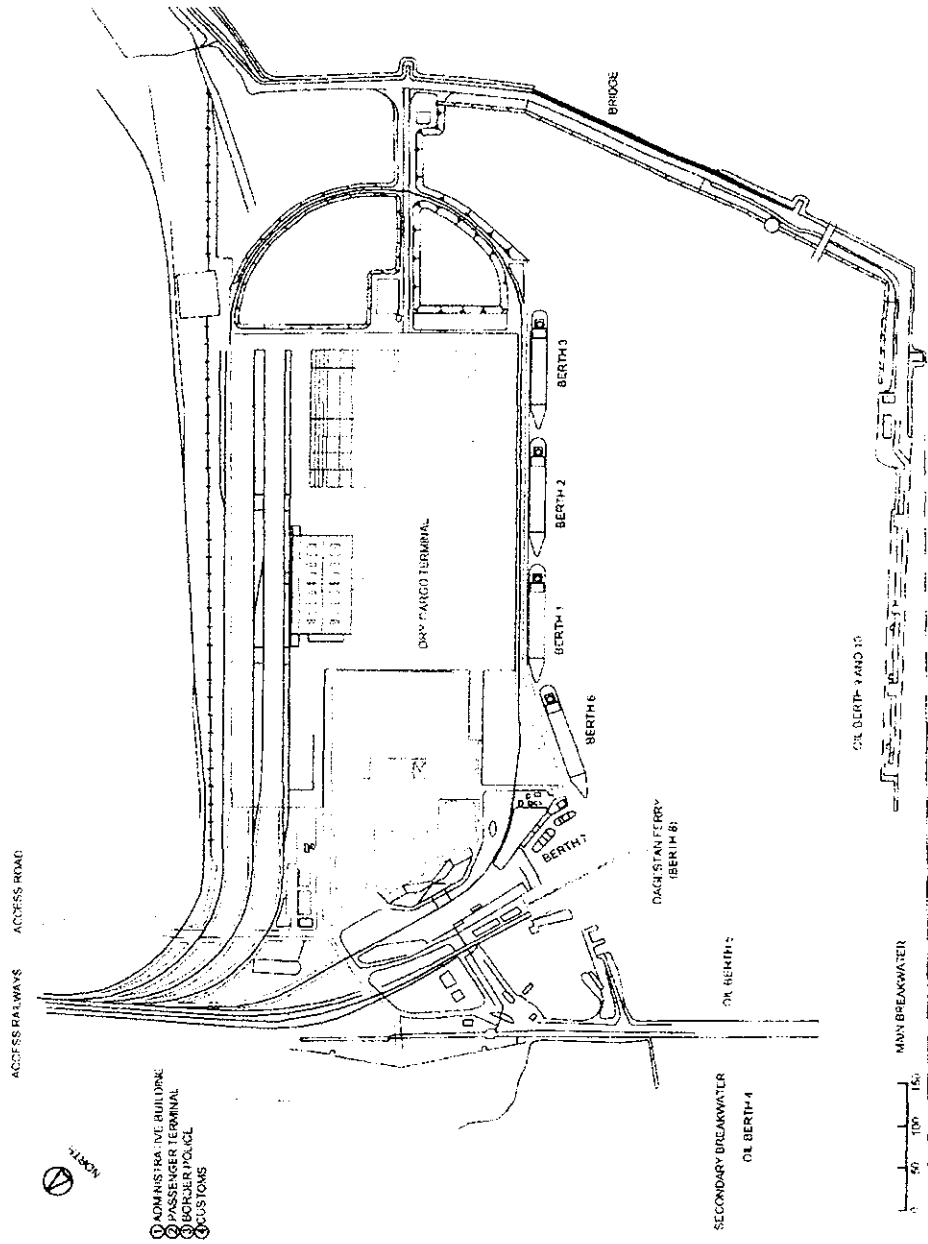 ACCESS RAILWAYS
ACCESS ROAD
NORTH
① ADMINISTRATIVE BUILDING
② PASSENGER TERMINAL
③ BORDER POLICE
④ CUSTOMS
BRIDGE
DRY CARGO TERMINAL
BERTH 3
BERTH 2
BERTH 1
BERTH 6
BERTH 7
DAGESTAN FERRY
(BERTH 8)
OIL BERTH 9 AND 10
OIL BERTH 5
MAIN BREAKWATER
SECONDARY BREAKWATER
OIL BERTH 4
0 50 100 150